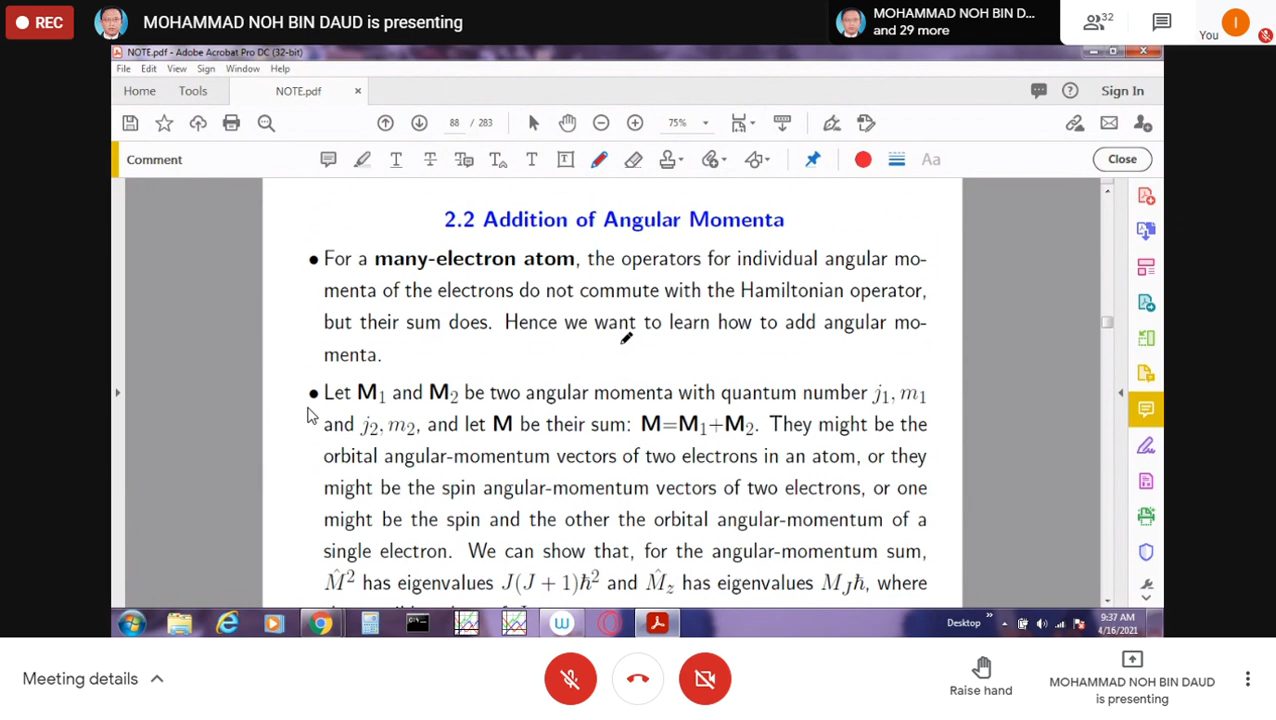 REC
MOHAMMAD NOH BIN DAUD is presenting
MOHAMMAD NOH BIN D...
and 29 more
32
You
I
NOTE.pdf - Adobe Acrobat Pro DC (32-bit)
File Edit View Sign Window Help
Home Tools NOTE.pdf × Sign In
88 / 283 75%
Comment Aa Close
2.2 Addition of Angular Momenta
• For a many-electron atom, the operators for individual angular mo-
menta of the electrons do not commute with the Hamiltonian operator,
but their sum does. Hence we want to learn how to add angular mo-
menta.
• Let M₁ and M₂ be two angular momenta with quantum number j₁, m₁
and j₂, m₂, and let M be their sum: M=M₁+M₂. They might be the
orbital angular-momentum vectors of two electrons in an atom, or they
might be the spin angular-momentum vectors of two electrons, or one
might be the spin and the other the orbital angular-momentum of a
single electron. We can show that, for the angular-momentum sum,
M̂² has eigenvalues J(J + 1)ħ² and M̂_z has eigenvalues M_Jħ, where
Desktop »
9:37 AM
4/16/2021
Meeting details
Raise hand
MOHAMMAD NOH BIN DAUD
is presenting